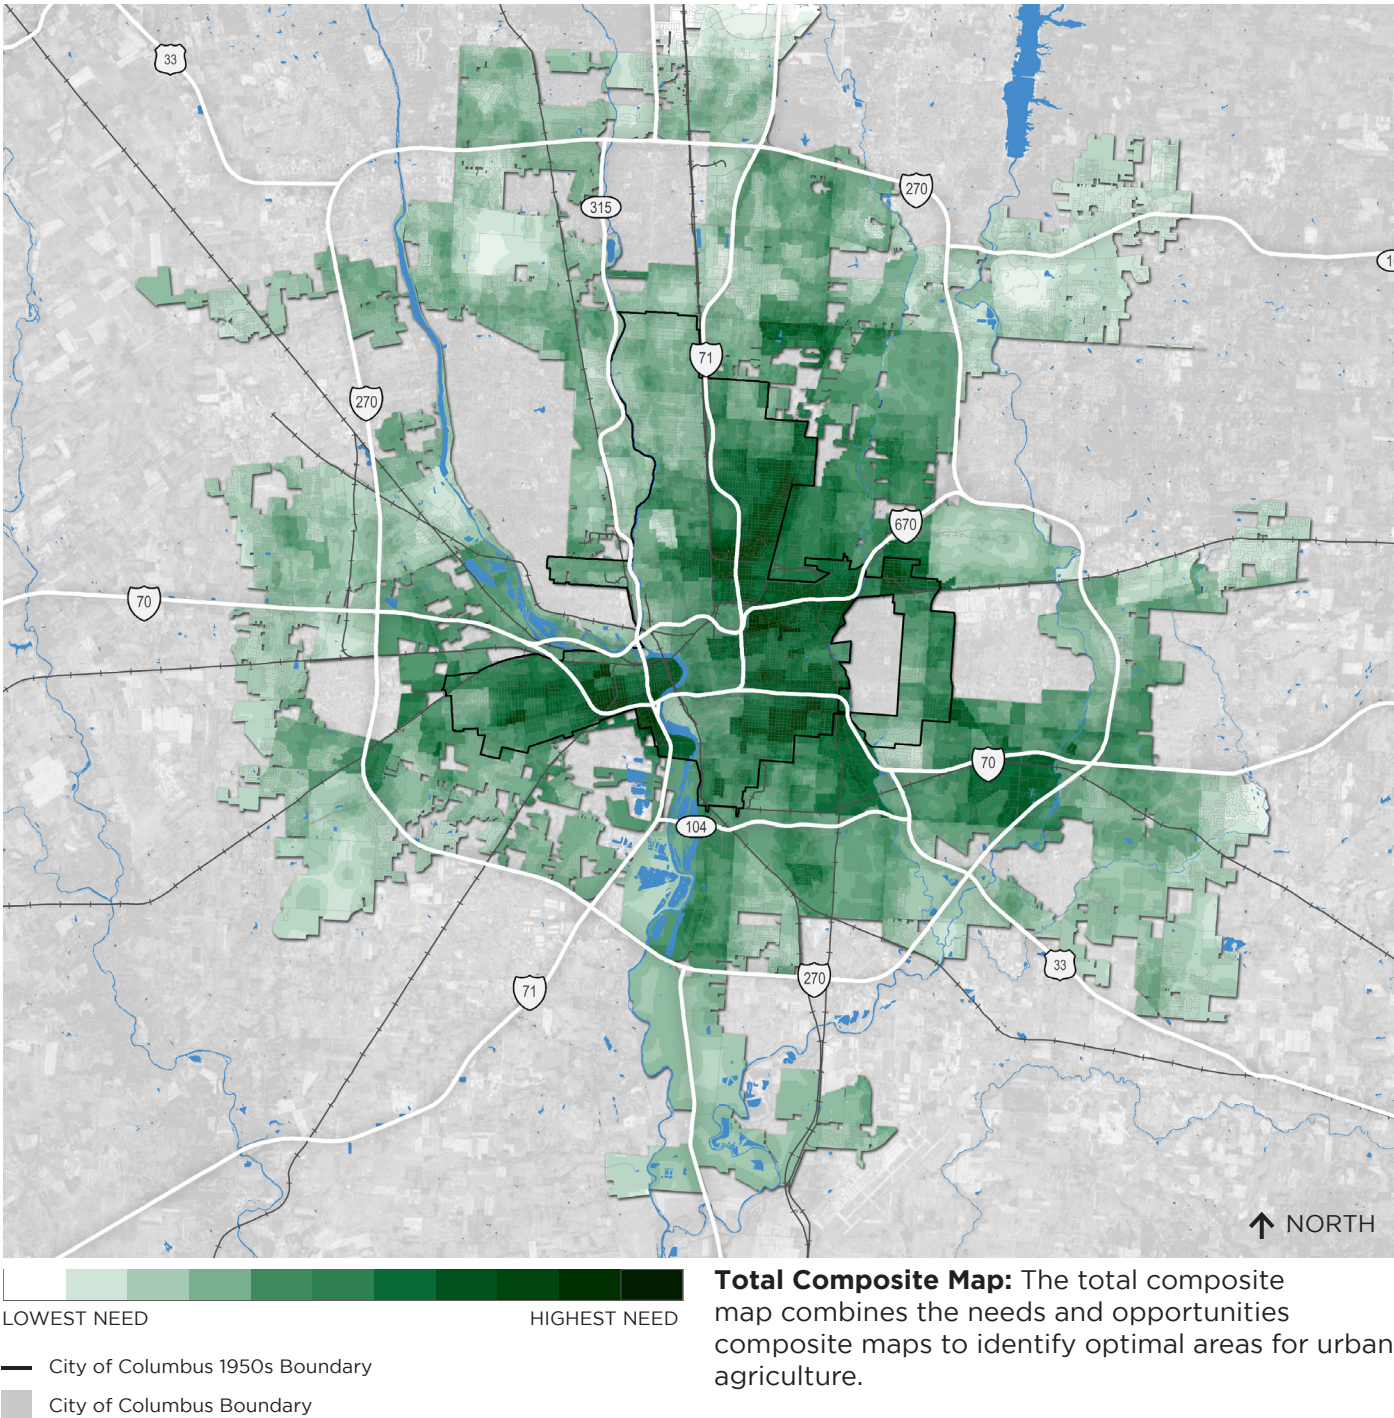 33
270
315
1
71
270
670
70
70
104
33
270
71
NORTH
LOWEST NEED
HIGHEST NEED
City of Columbus 1950s Boundary
City of Columbus Boundary
Total Composite Map: The total composite
map combines the needs and opportunities
composite maps to identify optimal areas for urban
agriculture.